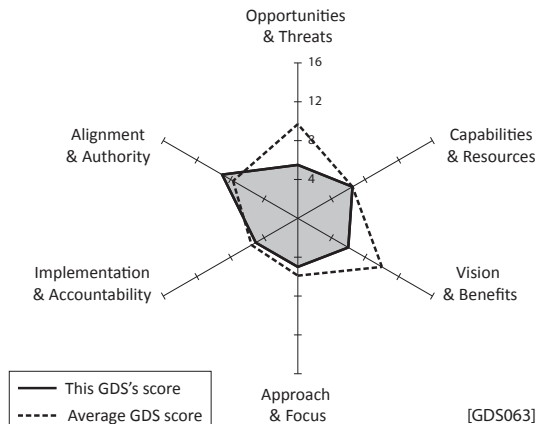 Opportunities
& Threats
16
12
8
4
Alignment
& Authority
Capabilities
& Resources
Implementation
& Accountability
Vision
& Benefits
Approach
& Focus
This GDS's score
Average GDS score
[GDS063]